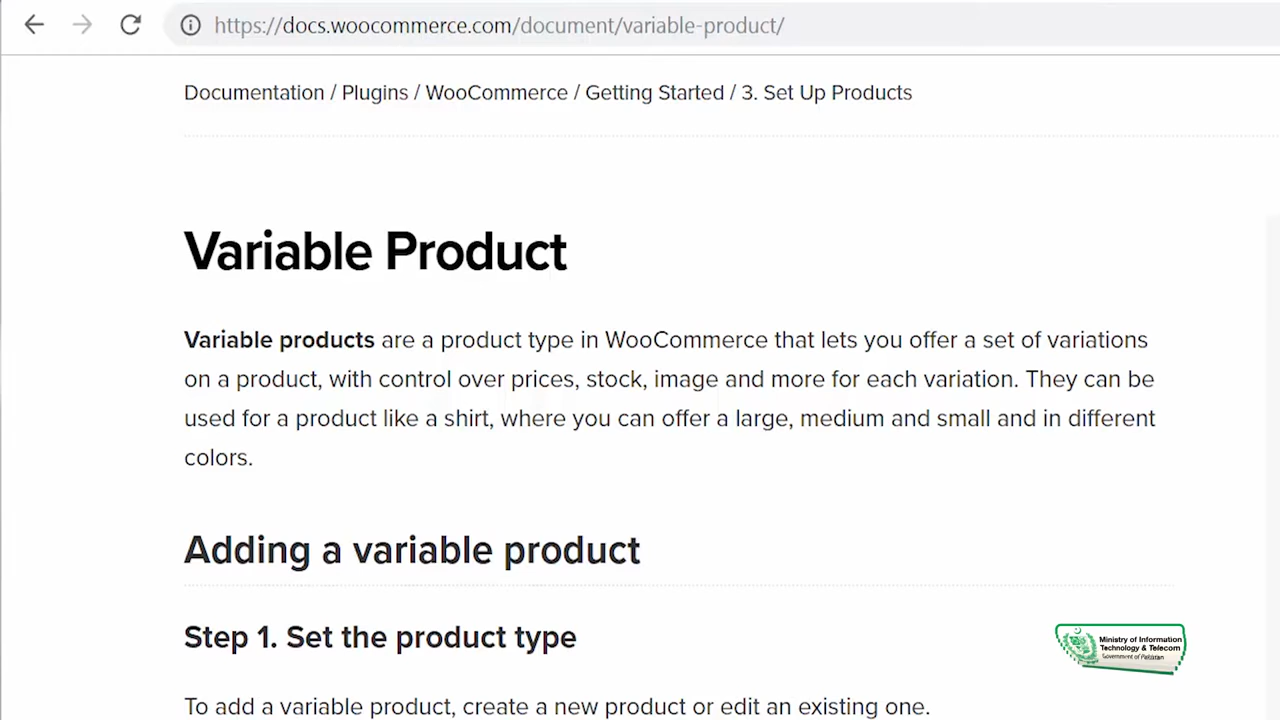 https://docs.woocommerce.com/document/variable-product/
Documentation / Plugins / WooCommerce / Getting Started / 3. Set Up Products
Variable Product
Variable products are a product type in WooCommerce that lets you offer a set of variations
on a product, with control over prices, stock, image and more for each variation. They can be
used for a product like a shirt, where you can offer a large, medium and small and in different
colors.
Adding a variable product
Step 1. Set the product type
Ministry of Information
Technology & Telecom
Government of Pakistan
To add a variable product, create a new product or edit an existing one.